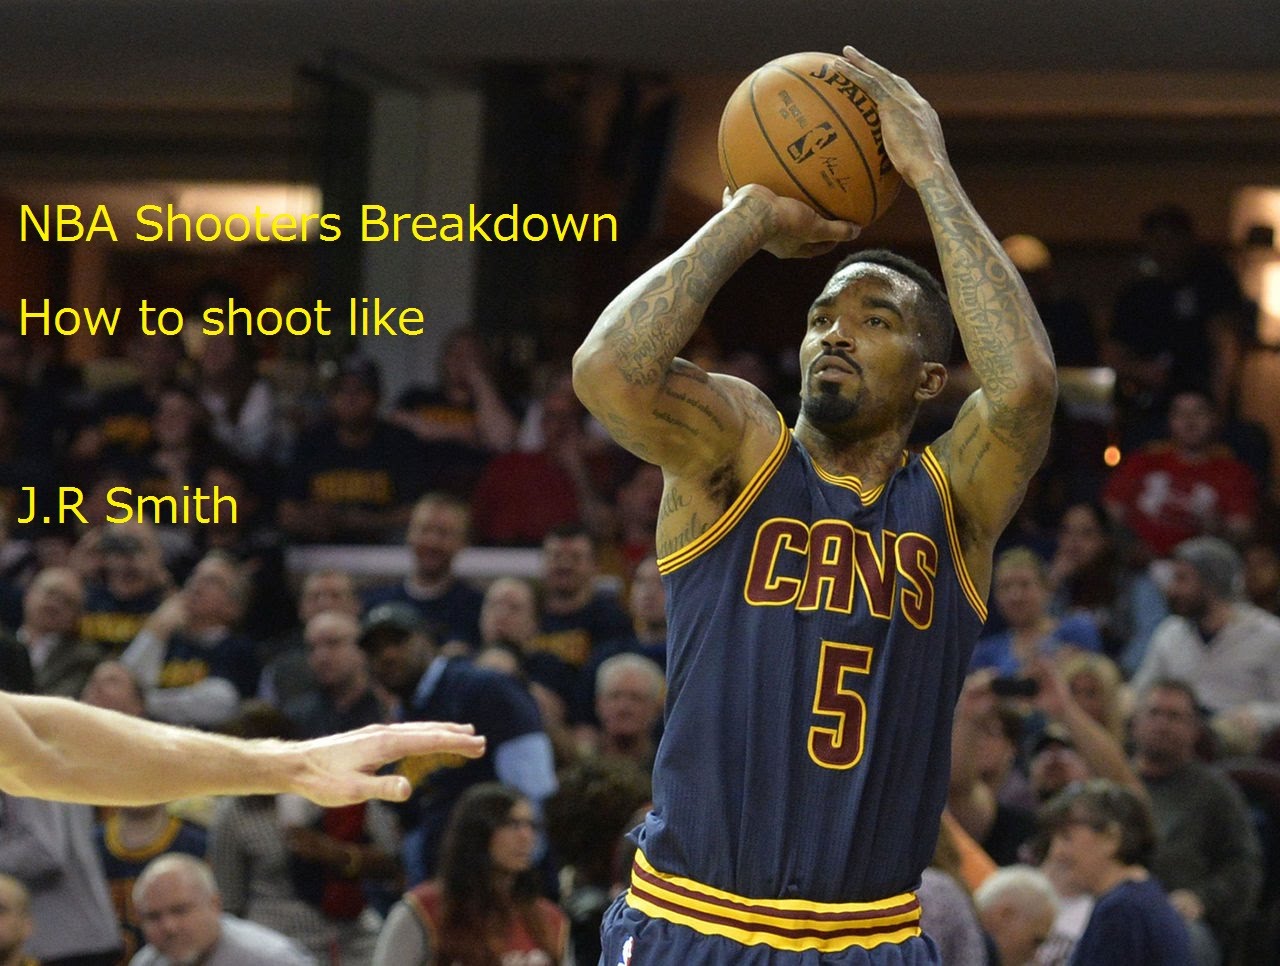 NBA Shooters Breakdown
How to shoot like
J.R Smith
SPALDING
CAVS
5